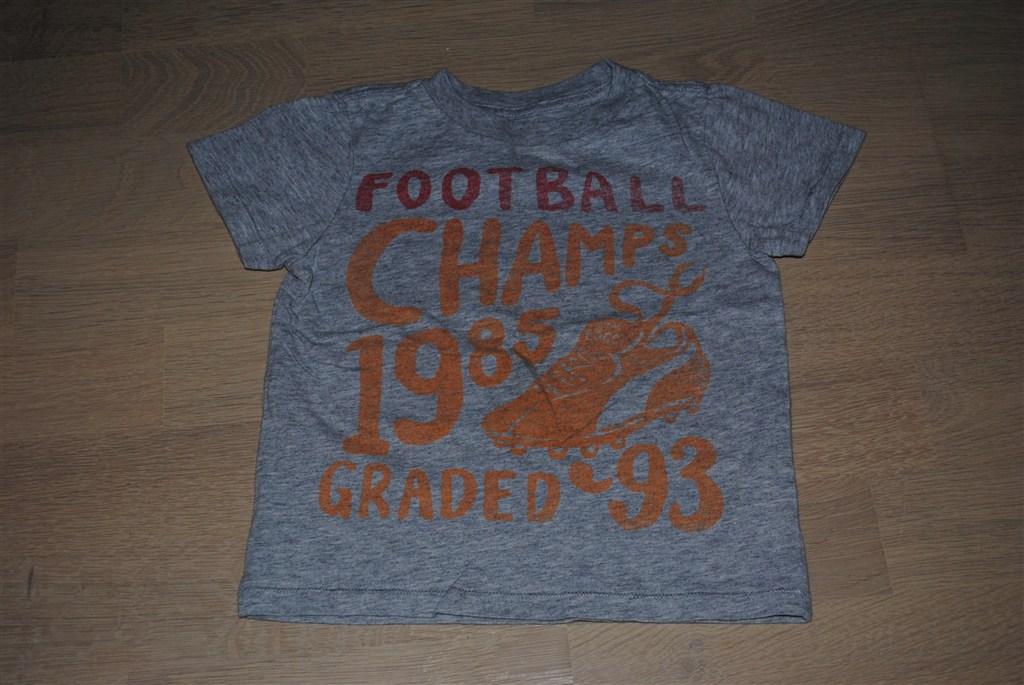 FOOTBALL
CHAMPS
1985
GRADED '93